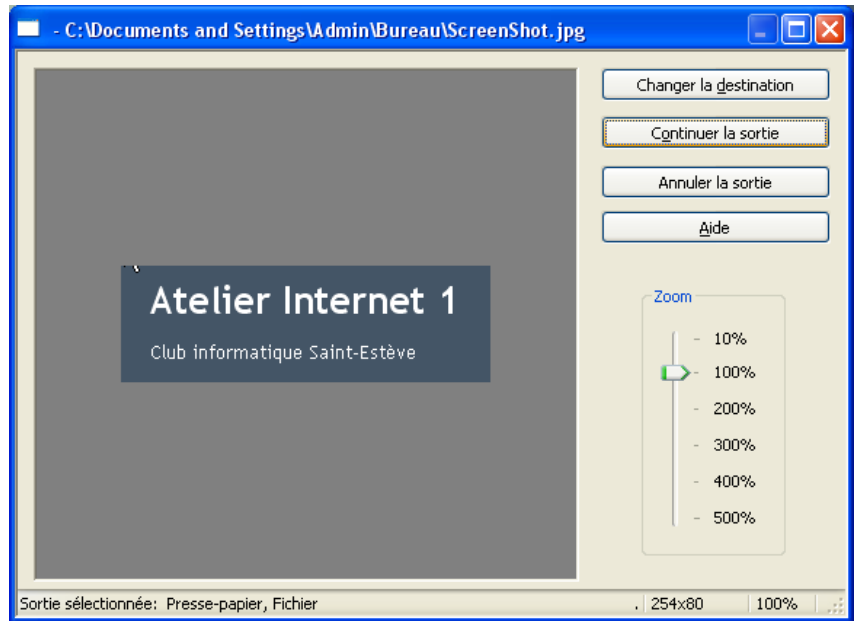 - C:\Documents and Settings\Admin\Bureau\ScreenShot.jpg
Changer la destination
Continuer la sortie
Annuler la sortie
Aide
Atelier Internet 1
Club informatique Saint-Estève
Zoom
10%
100%
200%
300%
400%
500%
Sortie sélectionnée: Presse-papier, Fichier . 254x80 100%